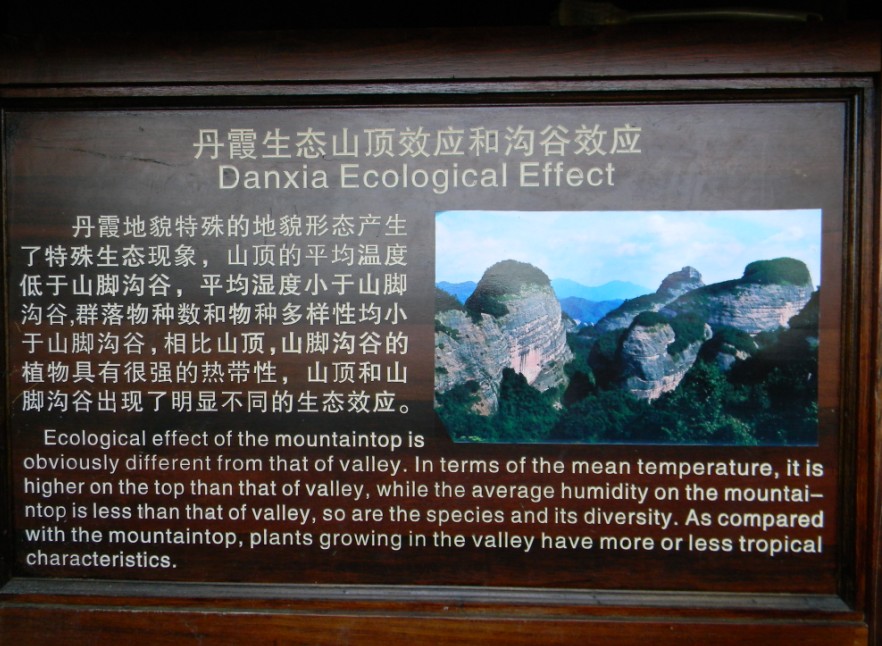 丹霞生态山顶效应和沟谷效应
Danxia Ecological Effect
丹霞地貌特殊的地貌形态产生
了特殊生态现象，山顶的平均温度
低于山脚沟谷，平均湿度小于山脚
沟谷,群落物种数和物种多样性均小
于山脚沟谷,相比山顶,山脚沟谷的
植物具有很强的热带性，山顶和山
脚沟谷出现了明显不同的生态效应。
Ecological effect of the mountaintop is
obviously different from that of valley. In terms of the mean temperature, it is
higher on the top than that of valley, while the average humidity on the mountai–
ntop is less than that of valley, so are the species and its diversity. As compared
with the mountaintop, plants growing in the valley have more or less tropical
characteristics.